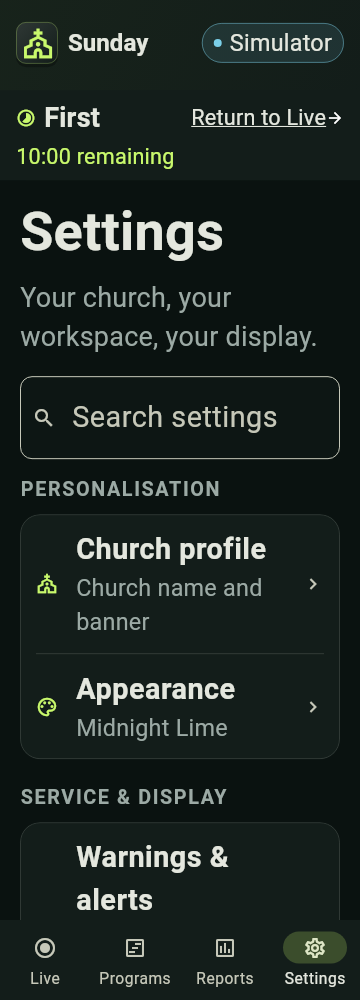 Sunday
Simulator
First
Return to Live
10:00 remaining
Settings
Your church, your
workspace, your display.
Search settings
PERSONALISATION
Church profile
Church name and
banner
Appearance
Midnight Lime
SERVICE & DISPLAY
Warnings &
alerts
Live
Programs
Reports
Settings